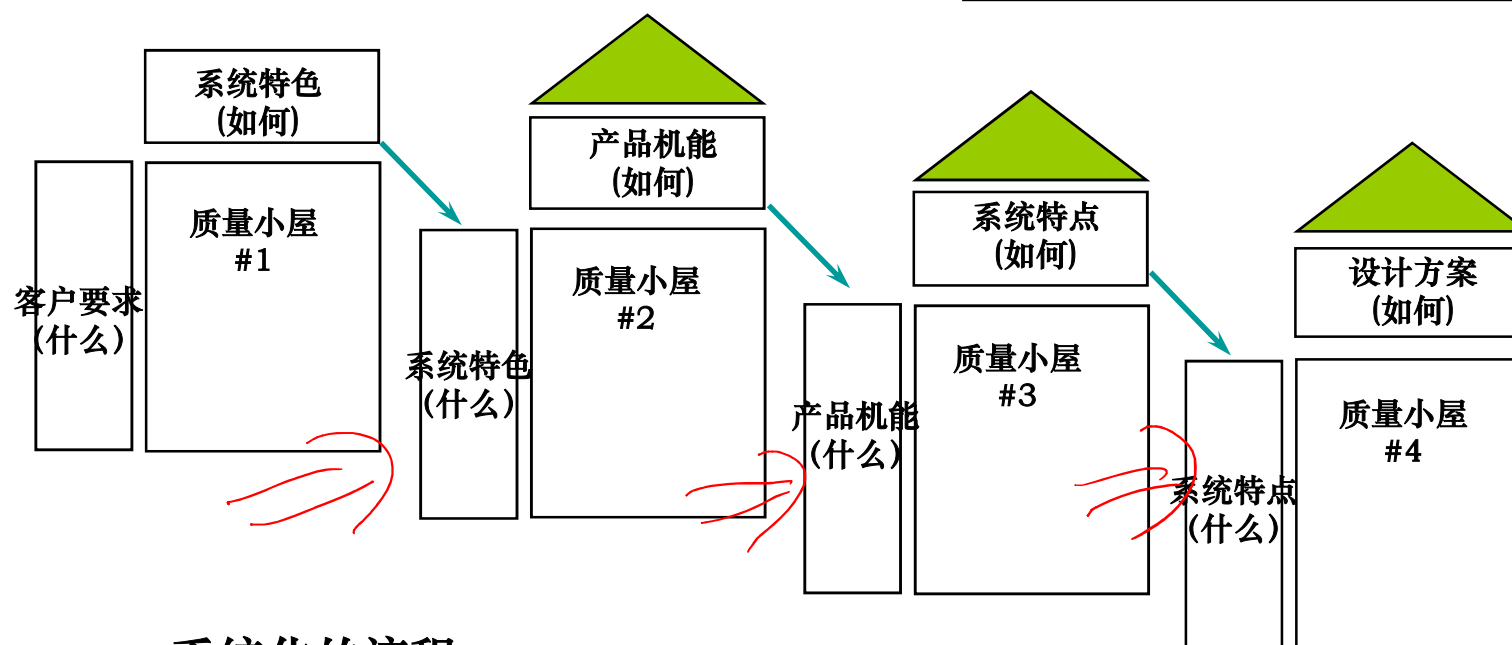 系统特色
(如何)
客户要求
(什么)
质量小屋
#1
产品机能
(如何)
系统特色
(什么)
质量小屋
#2
系统特点
(如何)
产品机能
(什么)
质量小屋
#3
设计方案
(如何)
系统特点
(什么)
质量小屋
#4